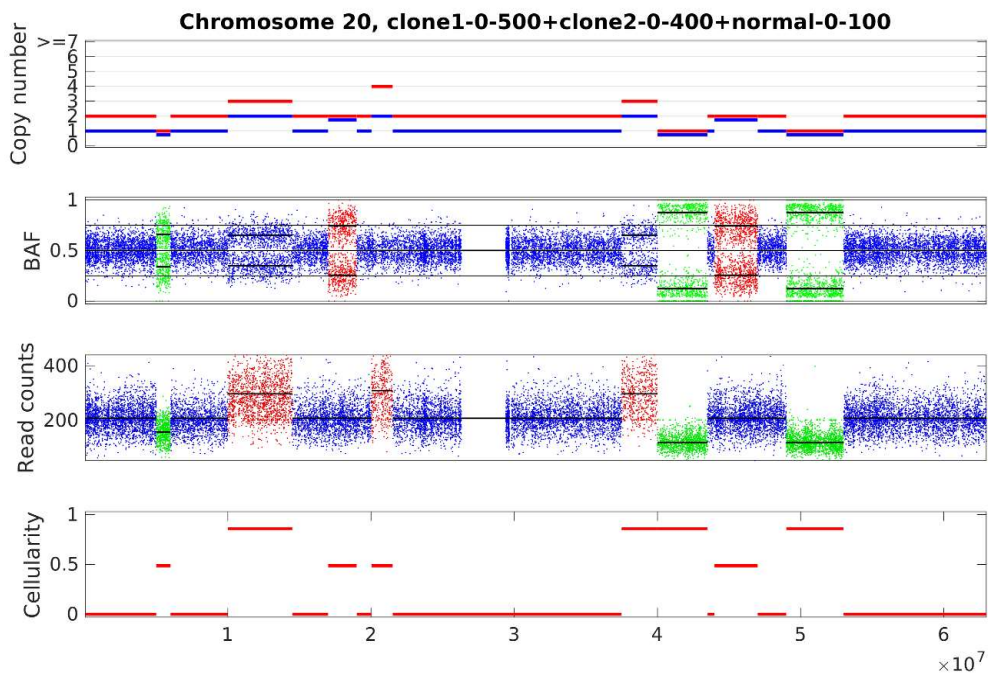 Chromosome 20, clone1-0-500+clone2-0-400+normal-0-100
Copy number
>=7
6
5
4
3
2
1
0
BAF
1
0.5
0
Read counts
400
200
Cellularity
1
0.5
0
1 2 3 4 5 6
×10⁷